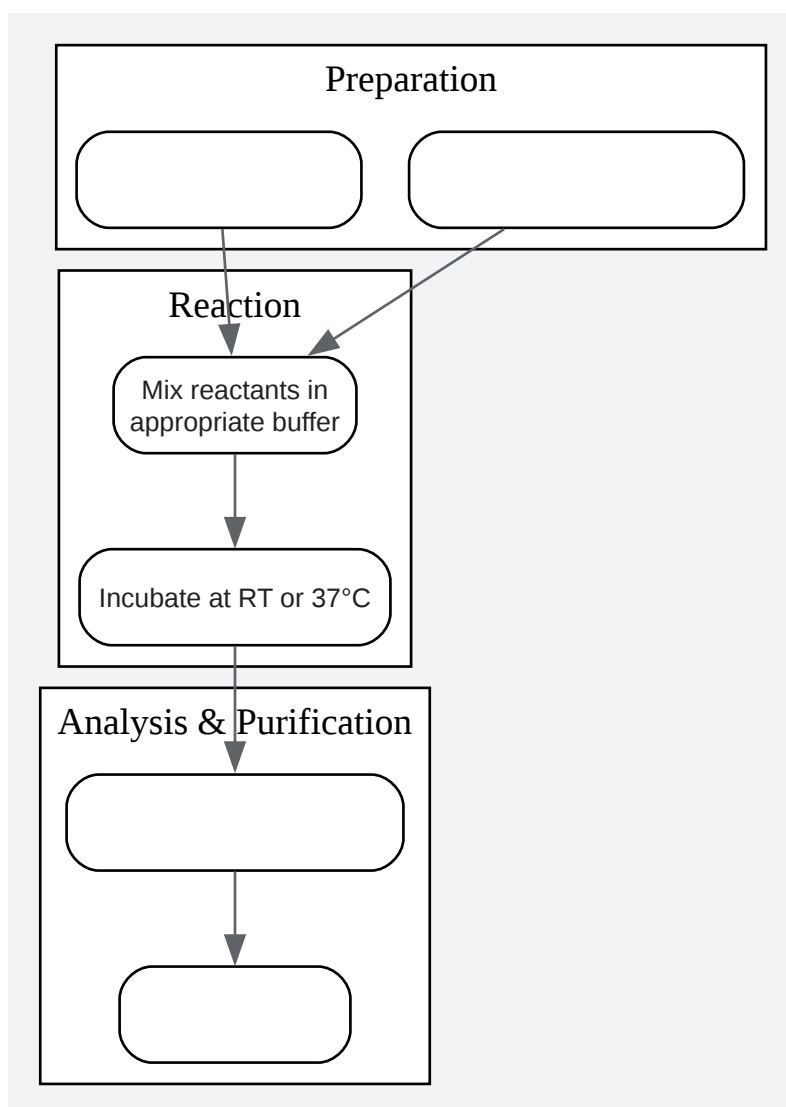 Preparation
Reaction
Mix reactants in
appropriate buffer
Incubate at RT or 37°C
Analysis & Purification